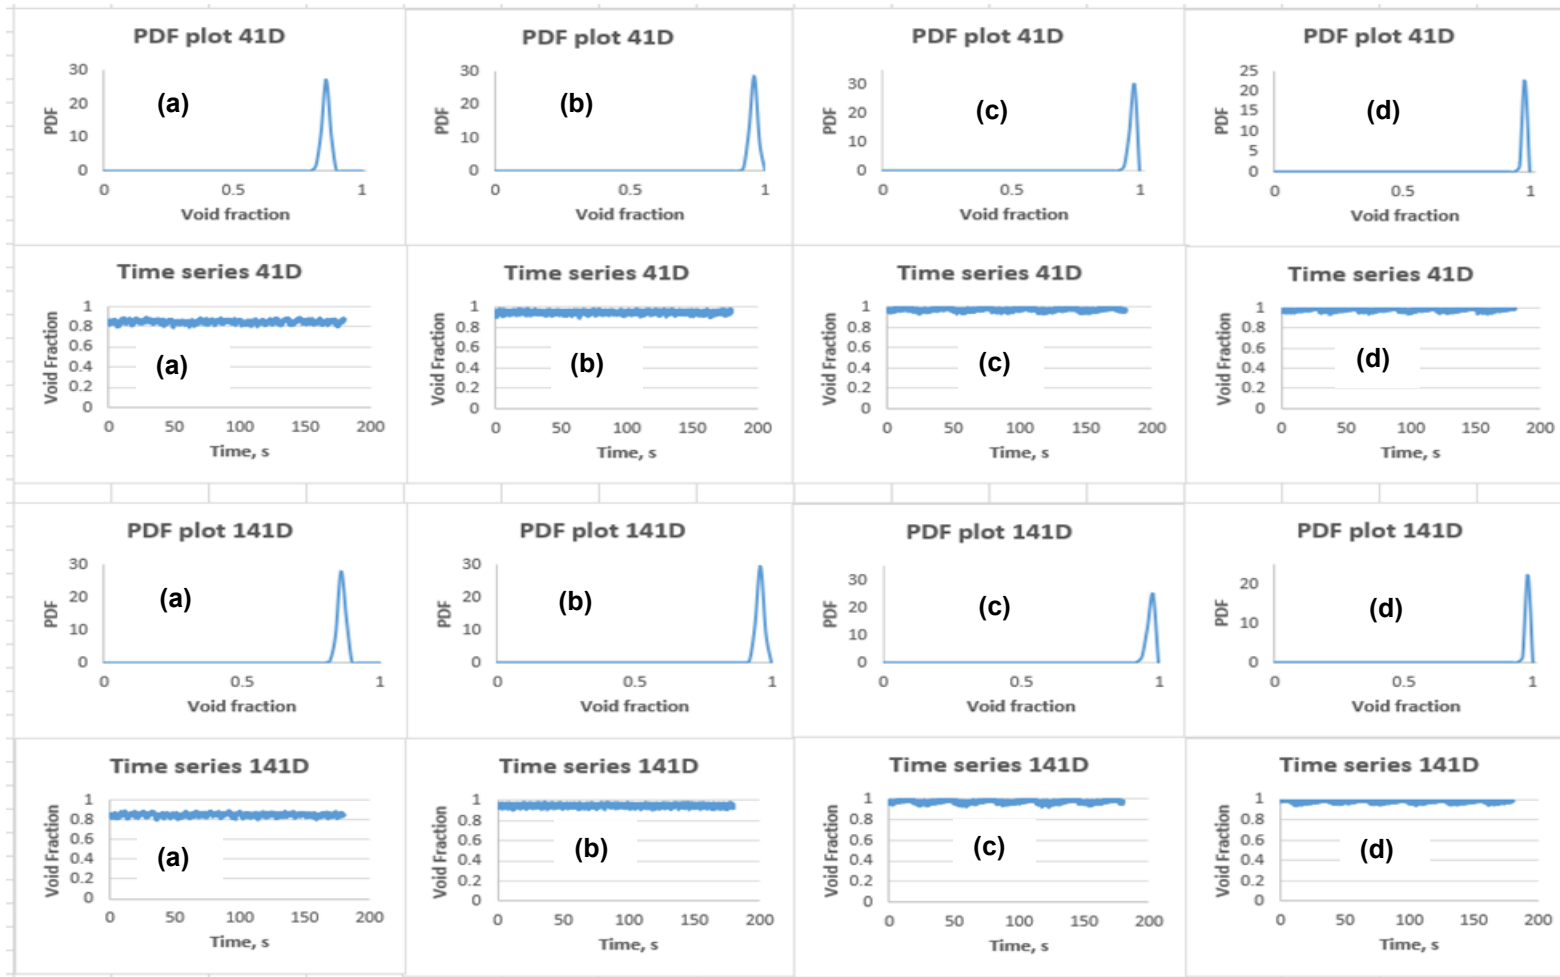 PDF plot 41D
30
20
10
0
PDF
(a)
0 0.5 1
Void fraction
PDF plot 41D
30
20
10
0
PDF
(b)
0 0.5 1
Void fraction
PDF plot 41D
30
20
10
0
PDF
(c)
0 0.5 1
Void fraction
PDF plot 41D
25
20
15
10
5
0
PDF
(d)
0 0.5 1
Void fraction
Time series 41D
1
0.8
0.6
0.4
0.2
0
Void Fraction
(a)
0 50 100 150 200
Time, s
Time series 41D
1
0.8
0.6
0.4
0.2
0
Void Fraction
(b)
0 50 100 150 200
Time, s
Time series 41D
1
0.8
0.6
0.4
0.2
0
Void Fraction
(c)
0 50 100 150 200
Time, s
Time series 41D
1
0.8
0.6
0.4
0.2
0
Void Fraction
(d)
0 50 100 150 200
Time, s
PDF plot 141D
30
20
10
0
PDF
(a)
0 0.5 1
Void fraction
PDF plot 141D
30
20
10
0
PDF
(b)
0 0.5 1
Void fraction
PDF plot 141D
30
20
10
0
PDF
(c)
0 0.5 1
Void fraction
PDF plot 141D
20
10
0
PDF
(d)
0 0.5 1
Void fraction
Time series 141D
1
0.8
0.6
0.4
0.2
0
Void Fraction
(a)
0 50 100 150 200
Time, s
Time series 141D
1
0.8
0.6
0.4
0.2
0
Void Fraction
(b)
0 50 100 150 200
Time, s
Time series 141D
1
0.8
0.6
0.4
0.2
0
Void Fraction
(c)
0 50 100 150 200
Time, s
Time series 141D
1
0.8
0.6
0.4
0.2
0
Void Fraction
(d)
0 50 100 150 200
Time, s